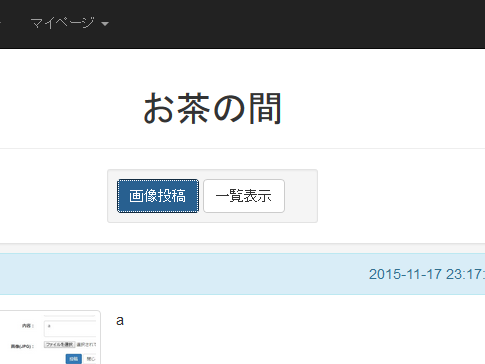 マイページ
お茶の間
画像投稿 一覧表示
2015-11-17 23:17:
a
内容：
a
画像(JPG)：
ファイルを選択 選択されて
投稿 閉じ